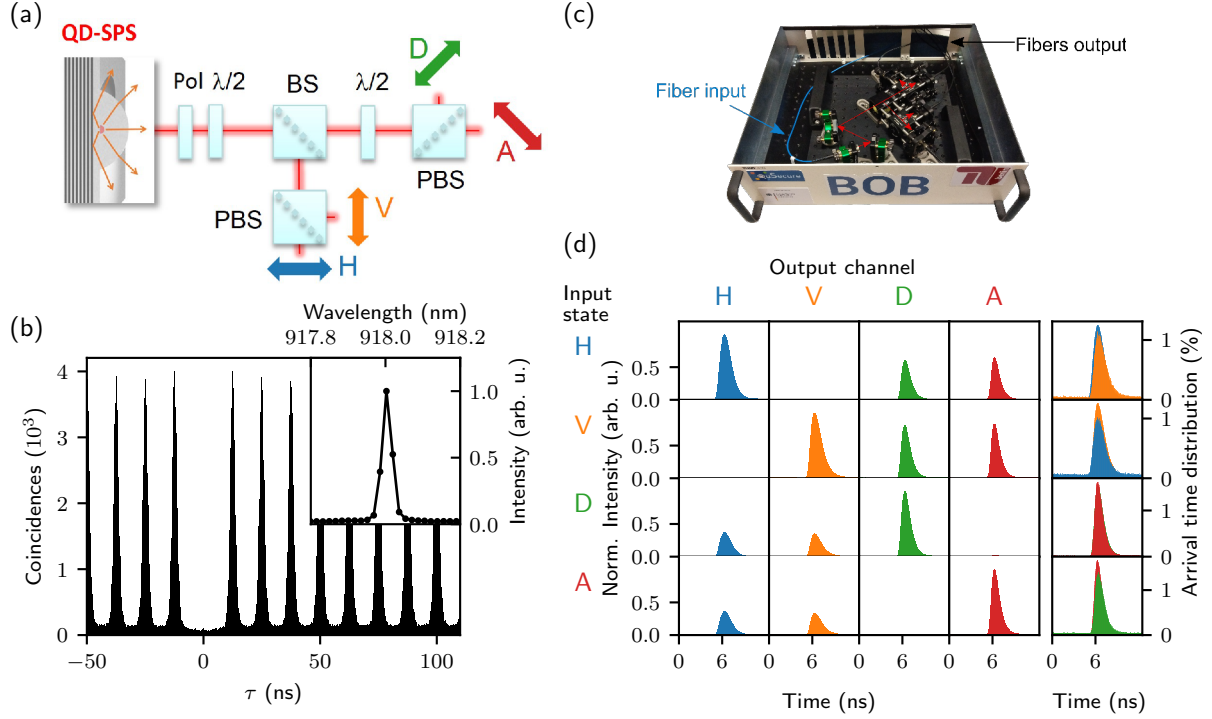 (a)
QD-SPS
Pol λ/2
BS
λ/2
D
A
PBS
PBS
V
H
(b)
Wavelength (nm)
917.8 918.0 918.2
Coincidences (10³)
4
3
2
1
0
Intensity (arb. u.)
1.0
0.5
0.0
−50 0 50 100
τ (ns)
(c)
Fibers output
Fiber input
BOB
(d)
Output channel
Input state
H V D A
H
V
D
A
Norm. Intensity (arb. u.)
0.5
0.0
0.5
0.0
0.5
0.0
0.5
0.0
Arrival time distribution (%)
1
0
1
0
1
0
1
0
0 6 0 6 0 6 0 6 0 6
Time (ns) Time (ns)